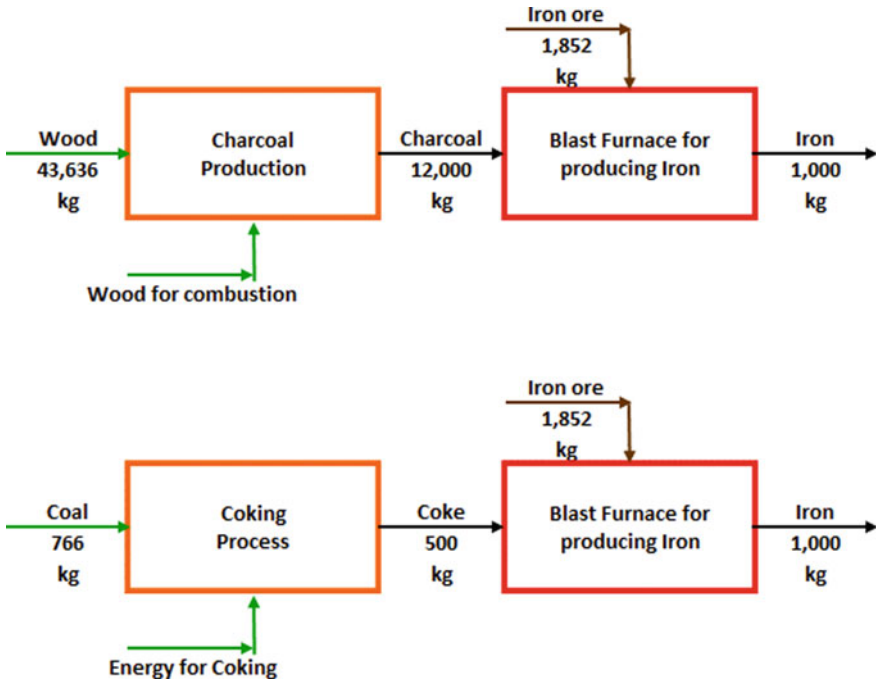 Iron ore
1,852
kg
Wood
43,636
kg
Charcoal
Production
Charcoal
12,000
kg
Blast Furnace for
producing Iron
Iron
1,000
kg
Wood for combustion
Iron ore
1,852
kg
Coal
766
kg
Coking
Process
Coke
500
kg
Blast Furnace for
producing Iron
Iron
1,000
kg
Energy for Coking